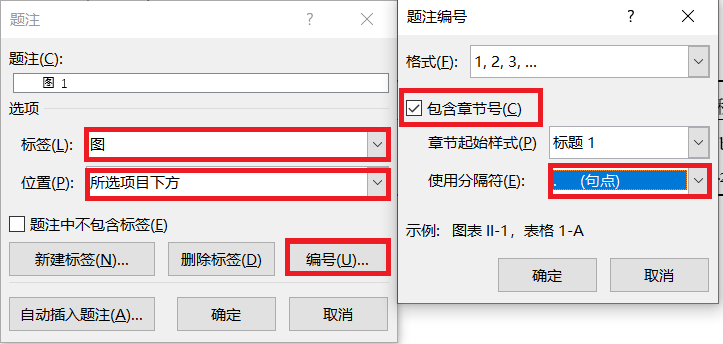 题注
题注(C):
图 1
选项
标签(L): 图
位置(P): 所选项目下方
题注中不包含标签(E)
新建标签(N)... 删除标签(D) 编号(U)...
自动插入题注(A)... 确定 取消
题注编号
格式(F): 1, 2, 3, ...
包含章节号(C)
章节起始样式(P) 标题 1
使用分隔符(E): . (句点)
示例: 图表 II-1，表格 1-A
确定 取消